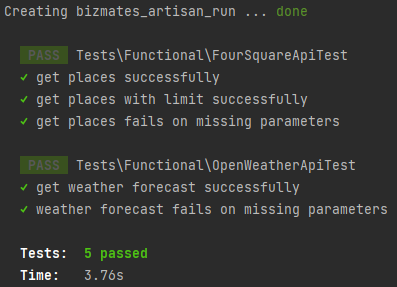 Creating bizmates_artisan_run ... done
PASS Tests\Functional\FourSquareApiTest
✓ get places successfully
✓ get places with limit successfully
✓ get places fails on missing parameters
PASS Tests\Functional\OpenWeatherApiTest
✓ get weather forecast successfully
✓ weather forecast fails on missing parameters
Tests: 5 passed
Time: 3.76s